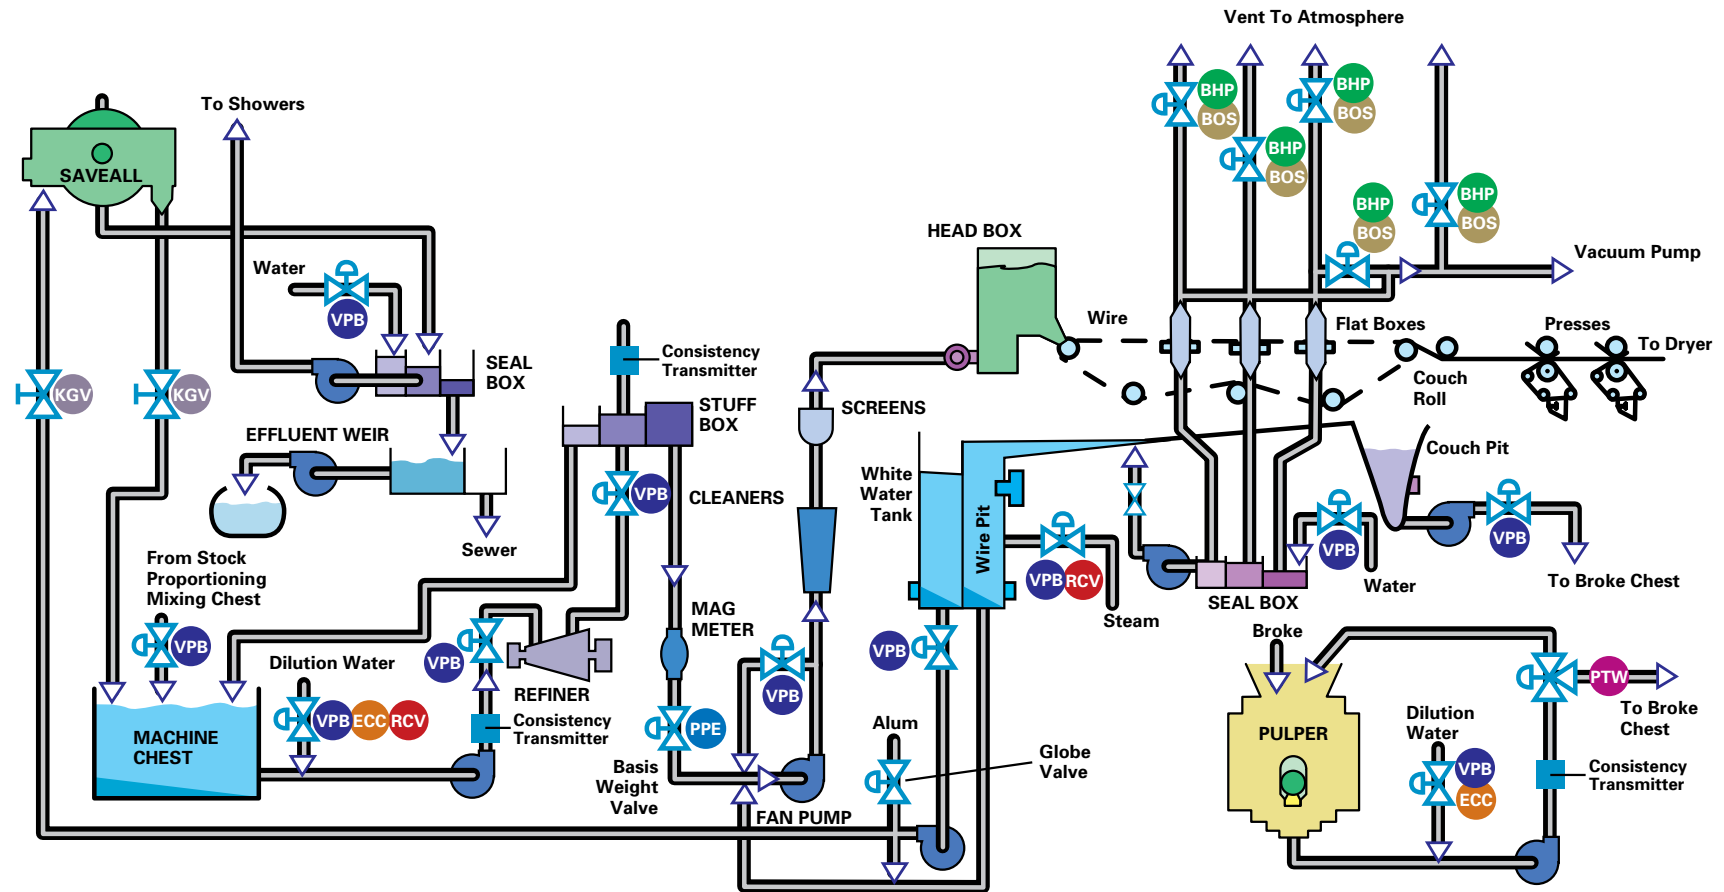 Vent To Atmosphere
BHP
BOS
BHP
BOS
BHP
BOS
BHP
BOS
BHP
BOS
Vacuum Pump
To Showers
SAVEALL
Water
VPB
SEAL
BOX
KGV
KGV
EFFLUENT WEIR
Sewer
Consistency
Transmitter
STUFF
BOX
VPB
CLEANERS
SCREENS
HEAD BOX
Wire
Flat Boxes
Presses
To Dryer
Couch
Roll
Couch Pit
White
Water
Tank
Wire Pit
VPB
RCV
Steam
SEAL BOX
VPB
Water
VPB
To Broke Chest
From Stock
Proportioning
Mixing Chest
VPB
Dilution Water
VPB
ECC
RCV
MACHINE
CHEST
VPB
REFINER
Consistency
Transmitter
MAG
METER
PPE
Basis
Weight
Valve
VPB
FAN PUMP
VPB
Alum
Globe
Valve
Broke
PULPER
Dilution
Water
VPB
ECC
PTW
To Broke
Chest
Consistency
Transmitter